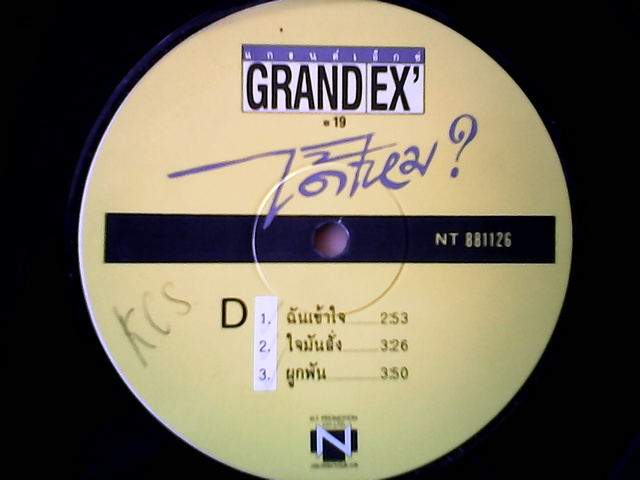 แกรนด์เอ็กซ์
GRAND EX'
= 19
ได้ไหม?
NT 881126
KCS
D
1. ฉันเข้าใจ 2:53
2. ใจมันสั่ง 3:26
3. ผูกพัน 3:50
N.T. PROMOTION
N